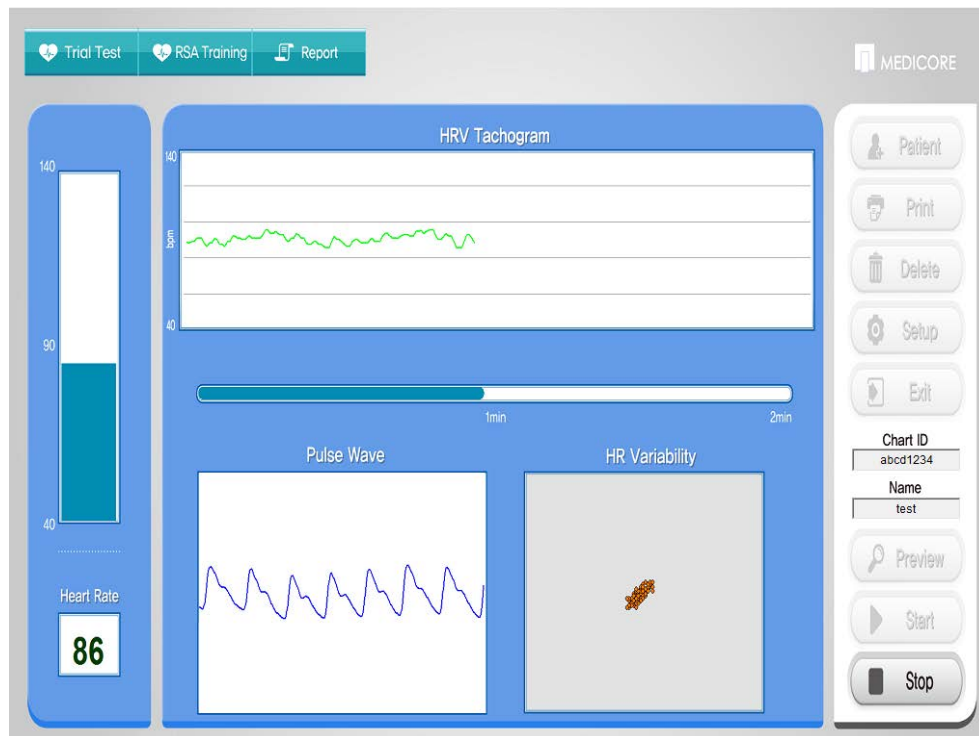 Trial Test
RSA Training
Report
MEDICORE
HRV Tachogram
140
bpm
40
140
90
40
Heart Rate
86
1min
2min
Pulse Wave
HR Variability
Patient
Print
Delete
Setup
Exit
Chart ID
abcd1234
Name
test
Preview
Start
Stop